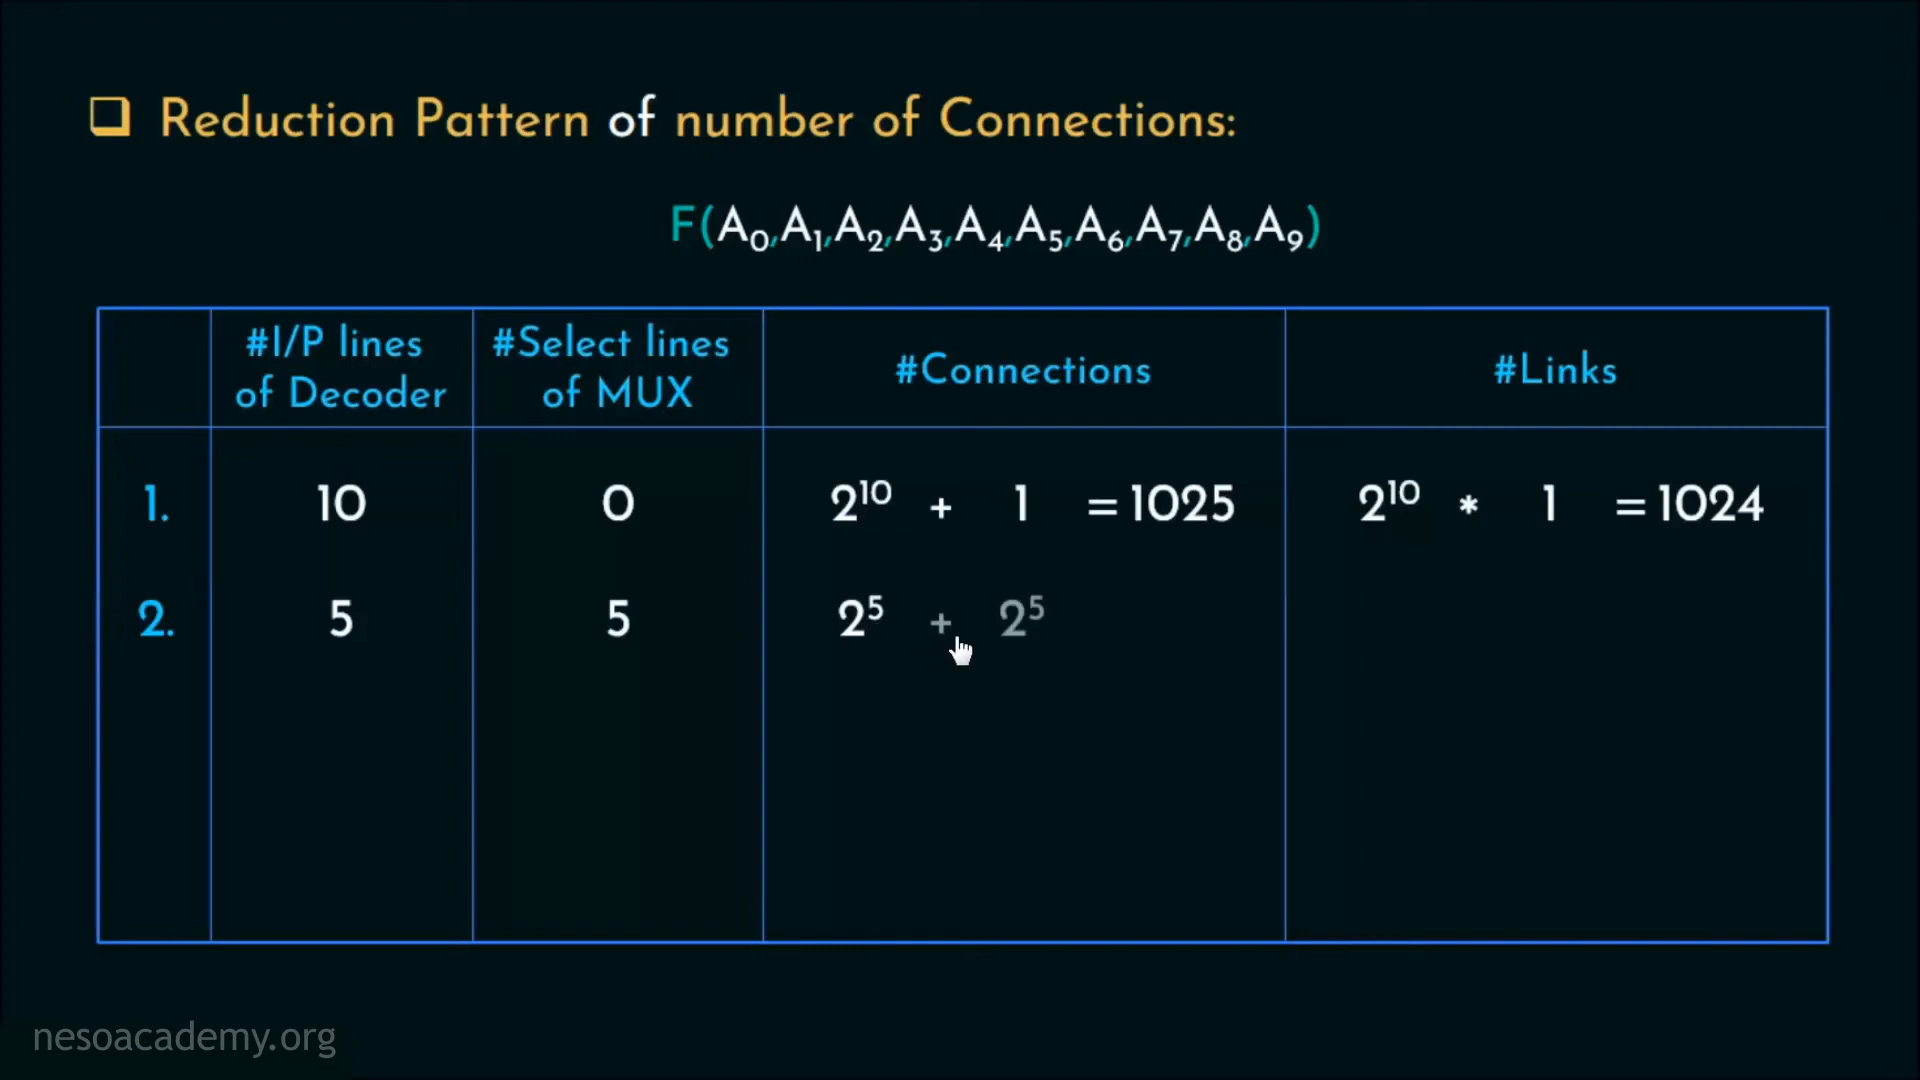 ❑ Reduction Pattern of number of Connections:
F(A₀,A₁,A₂,A₃,A₄,A₅,A₆,A₇,A₈,A₉)
#I/P lines of Decoder #Select lines of MUX #Connections #Links
1. 10 0 2¹⁰ + 1 = 1025 2¹⁰ * 1 = 1024
2. 5 5 2⁵ + 2⁵
nesoacademy.org